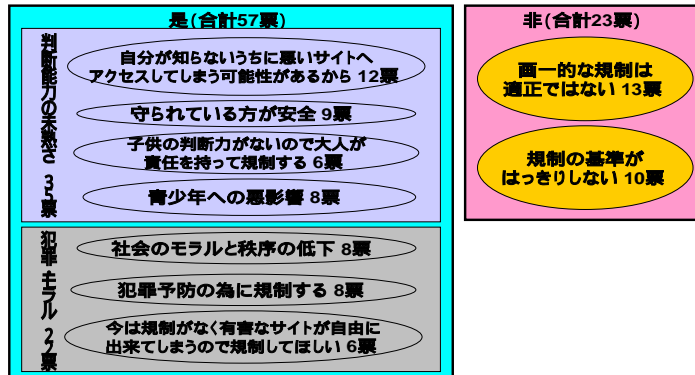 是(合計57票)
判断能力の未熟さ 35票
自分が知らないうちに悪いサイトへ
アクセスしてしまう可能性があるから 12票
守られている方が安全 9票
子供の判断力がないので大人が
責任を持って規制する 6票
青少年への悪影響 8票
犯罪・モラル 22票
社会のモラルと秩序の低下 8票
犯罪予防の為に規制する 8票
今は規制がなく有害なサイトが自由に
出来てしまうので規制してほしい 6票
非(合計23票)
画一的な規制は
適正ではない 13票
規制の基準が
はっきりしない 10票